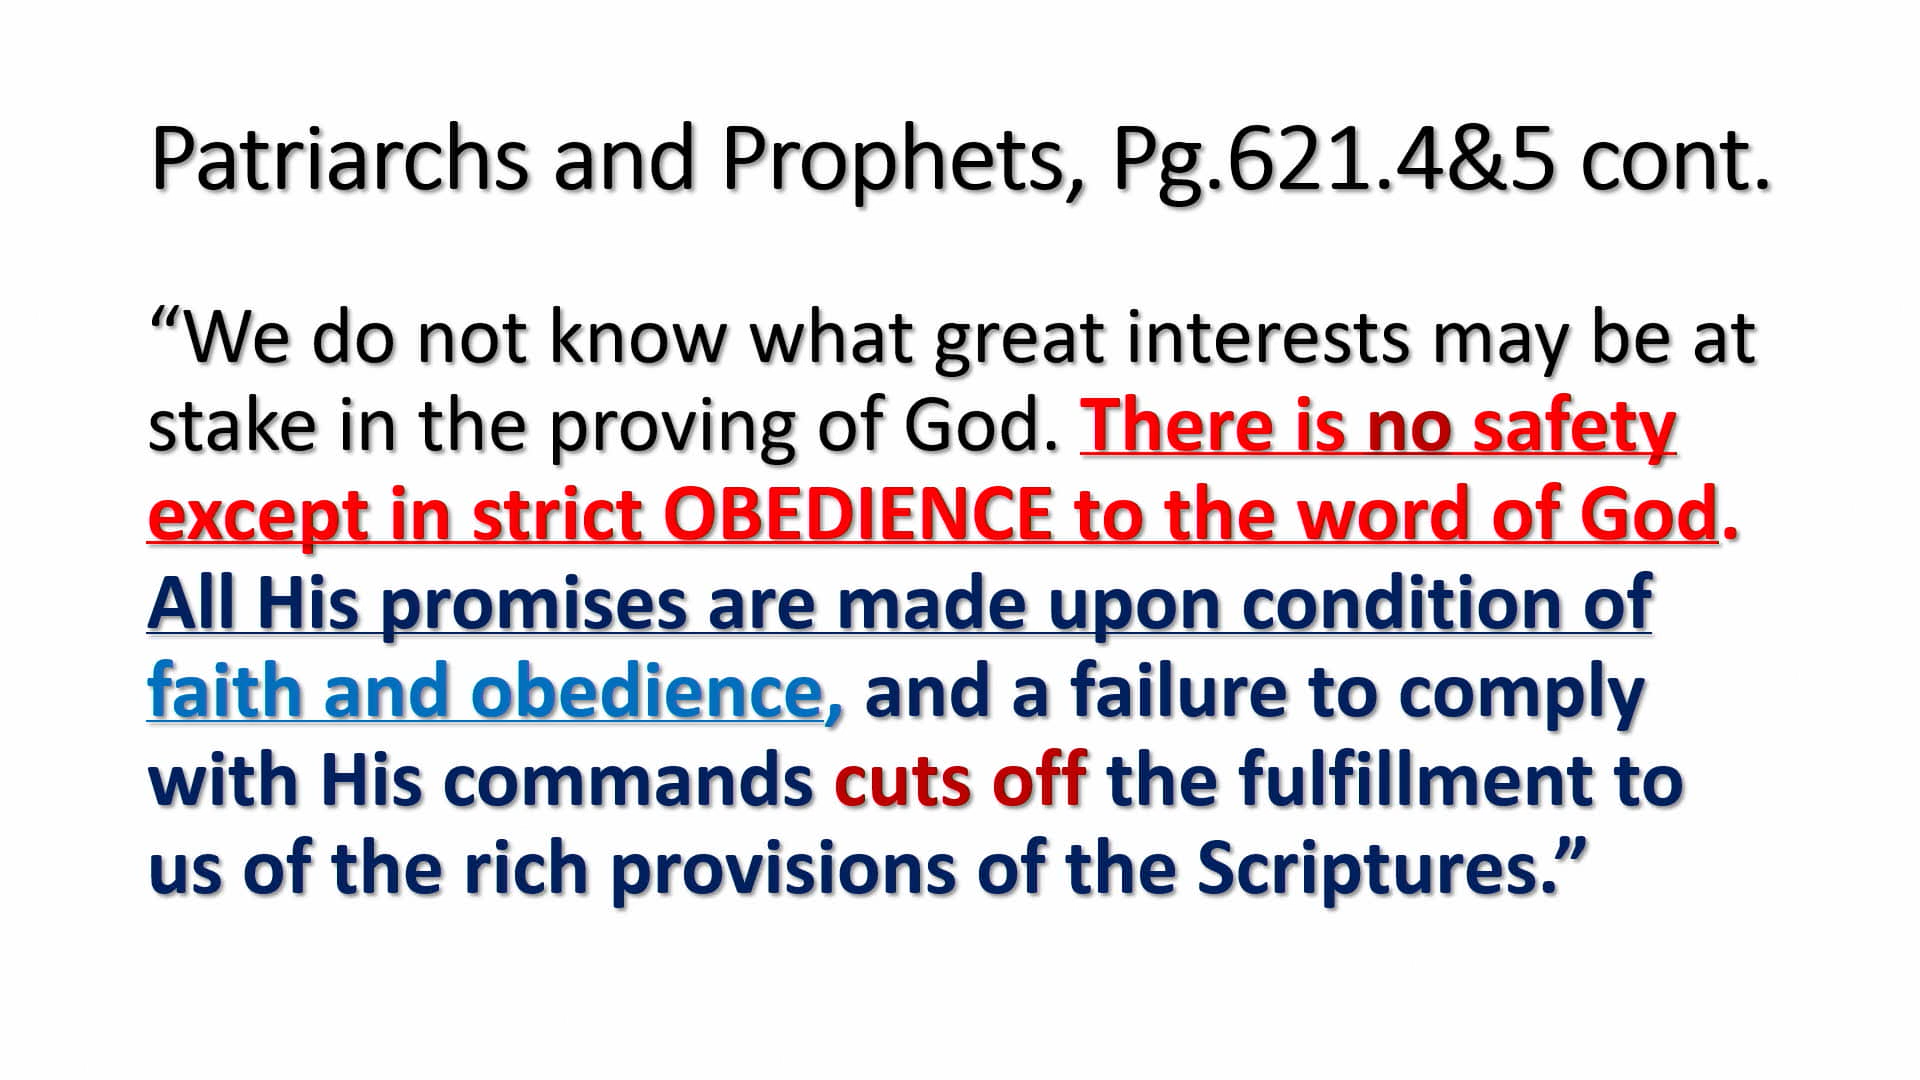 Patriarchs and Prophets, Pg.621.4&5 cont.
“We do not know what great interests may be at
stake in the proving of God. There is no safety
except in strict OBEDIENCE to the word of God.
All His promises are made upon condition of
faith and obedience, and a failure to comply
with His commands cuts off the fulfillment to
us of the rich provisions of the Scriptures.”